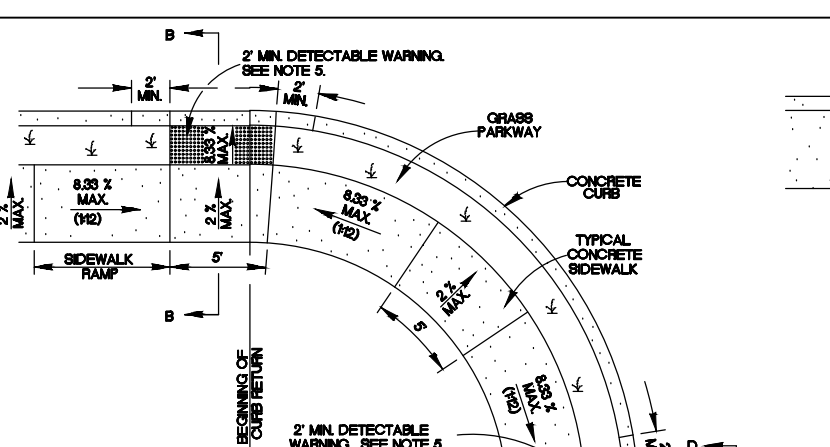 B
2' MIN. DETECTABLE WARNING.
SEE NOTE 5.
2'
MIN.
2'
MIN.
GRASS
PARKWAY
8.33 %
MAX.
CONCRETE
CURB
2 %
MAX.
8.33 %
MAX.
(1:12)
2 %
MAX.
8.33 %
MAX.
(1:12)
TYPICAL
CONCRETE
SIDEWALK
SIDEWALK
RAMP
5'
2 %
MAX.
B
5'
BEGINNING OF
CURB RETURN
8.33 %
MAX.
(1:12)
2' MIN. DETECTABLE
WARNING. SEE NOTE 5.